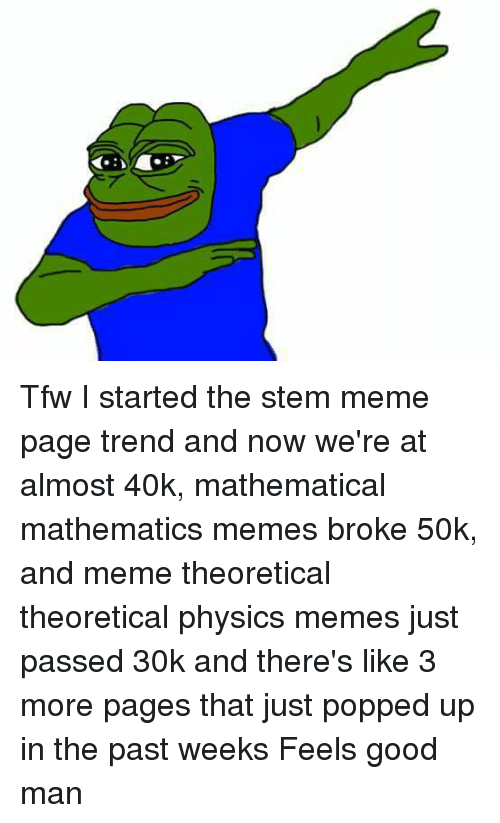 Tfw I started the stem meme
page trend and now we're at
almost 40k, mathematical
mathematics memes broke 50k,
and meme theoretical
theoretical physics memes just
passed 30k and there's like 3
more pages that just popped up
in the past weeks Feels good
man